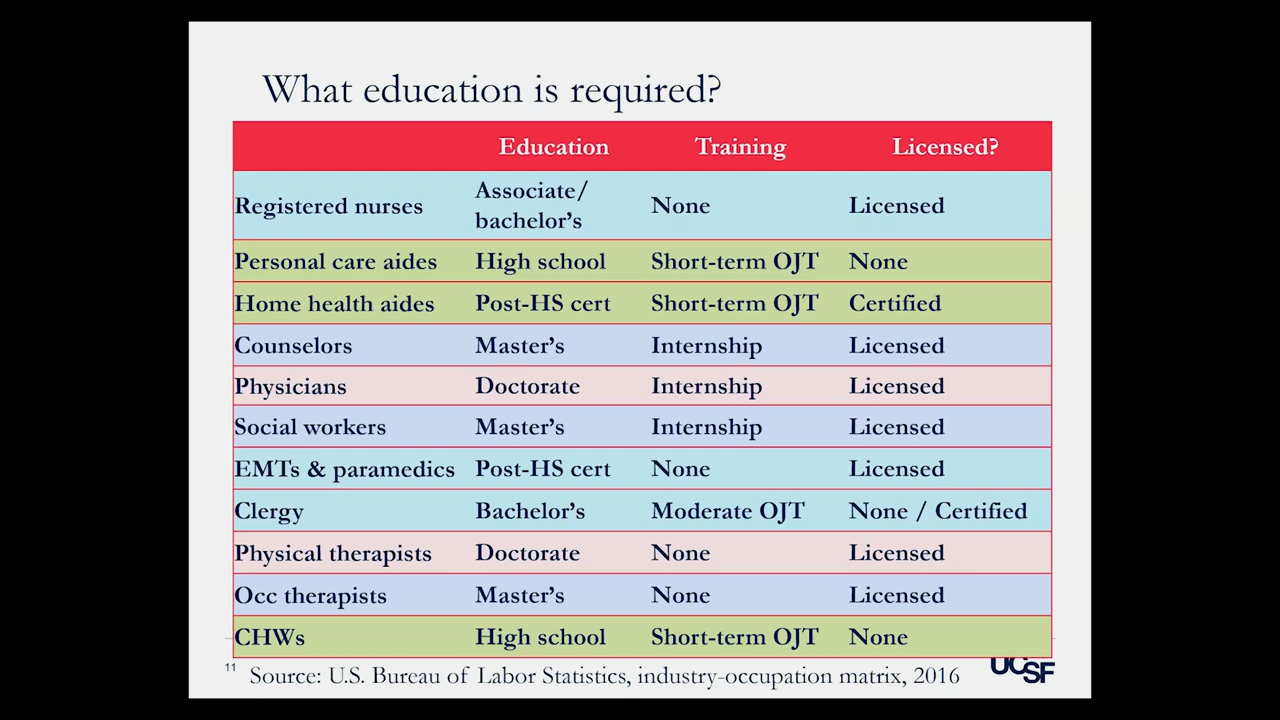 What education is required?
Education Training Licensed?
Registered nurses Associate/ bachelor’s None Licensed
Personal care aides High school Short-term OJT None
Home health aides Post-HS cert Short-term OJT Certified
Counselors Master’s Internship Licensed
Physicians Doctorate Internship Licensed
Social workers Master’s Internship Licensed
EMTs & paramedics Post-HS cert None Licensed
Clergy Bachelor’s Moderate OJT None / Certified
Physical therapists Doctorate None Licensed
Occ therapists Master’s None Licensed
CHWs High school Short-term OJT None
11 Source: U.S. Bureau of Labor Statistics, industry-occupation matrix, 2016
UCSF